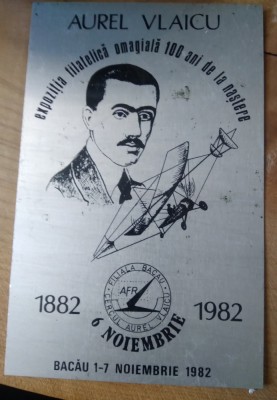 AUREL VLAICU
expoziția filatelică omagială 100 ani de la naștere
1882
FILIALA BACĂU
AFR
CERCUL AUREL VLAICU
1982
6 NOIEMBRIE
BACĂU 1-7 NOIEMBRIE 1982